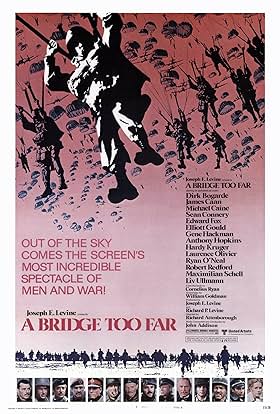 Joseph E. Levine
A BRIDGE TOO FAR
Dirk Bogarde
James Caan
Michael Caine
Sean Connery
Edward Fox
Elliott Gould
Gene Hackman
Anthony Hopkins
Hardy Kruger
Laurence Olivier
Ryan O'Neal
Robert Redford
Maximilian Schell
Liv Ullmann
Cornelius Ryan
William Goldman
Joseph E. Levine
Richard P. Levine
Richard Attenborough
John Addison
United Artists
OUT OF THE SKY
COMES THE SCREEN'S
MOST INCREDIBLE
SPECTACLE OF
MEN AND WAR!
Joseph E. Levine
A BRIDGE TOO FAR